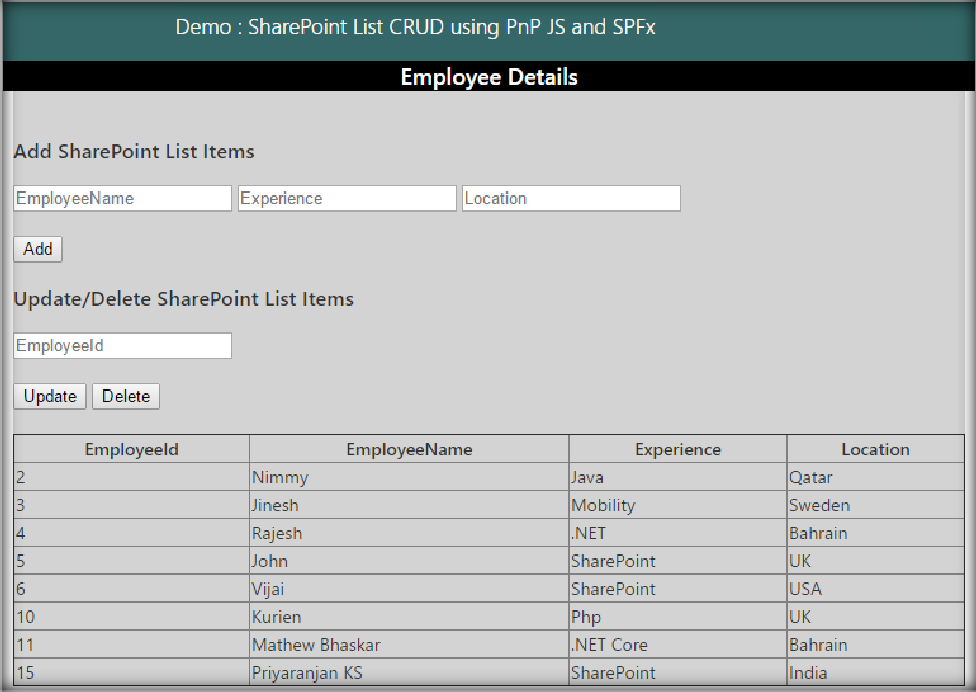 Demo : SharePoint List CRUD using PnP JS and SPFx
Employee Details
Add SharePoint List Items
EmployeeName Experience Location
Add
Update/Delete SharePoint List Items
EmployeeId
Update Delete
EmployeeId EmployeeName Experience Location
2 Nimmy Java Qatar
3 Jinesh Mobility Sweden
4 Rajesh .NET Bahrain
5 John SharePoint UK
6 Vijai SharePoint USA
10 Kurien Php UK
11 Mathew Bhaskar .NET Core Bahrain
15 Priyaranjan KS SharePoint India